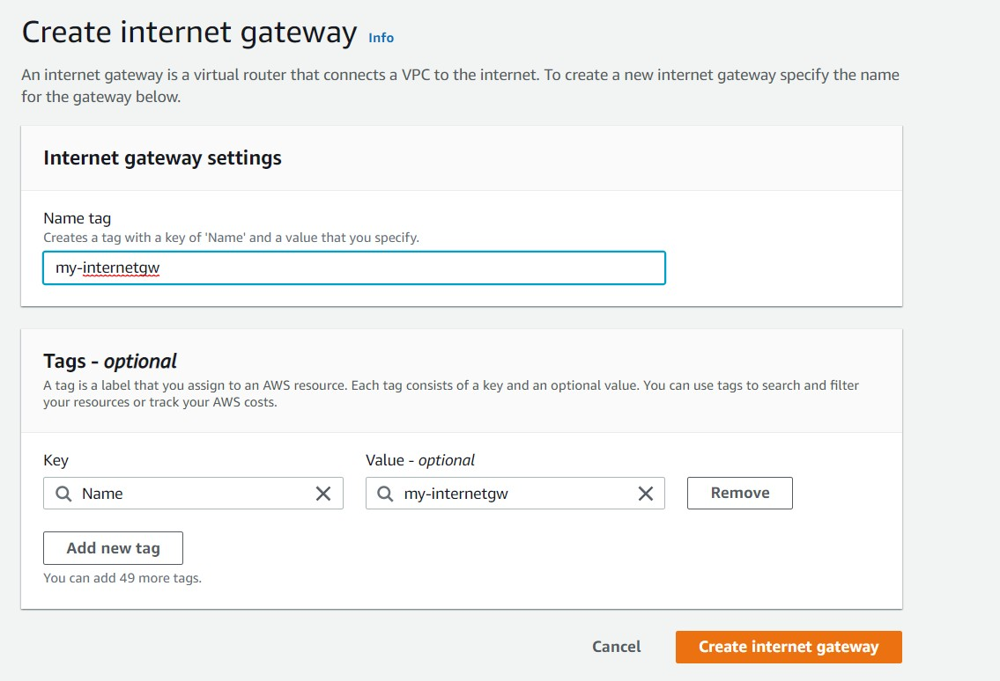 Create internet gateway Info
An internet gateway is a virtual router that connects a VPC to the internet. To create a new internet gateway specify the name
for the gateway below.
Internet gateway settings
Name tag
Creates a tag with a key of 'Name' and a value that you specify.
my-internetgw
Tags - optional
A tag is a label that you assign to an AWS resource. Each tag consists of a key and an optional value. You can use tags to search and filter
your resources or track your AWS costs.
Key Value - optional
Name my-internetgw Remove
Add new tag
You can add 49 more tags.
Cancel Create internet gateway